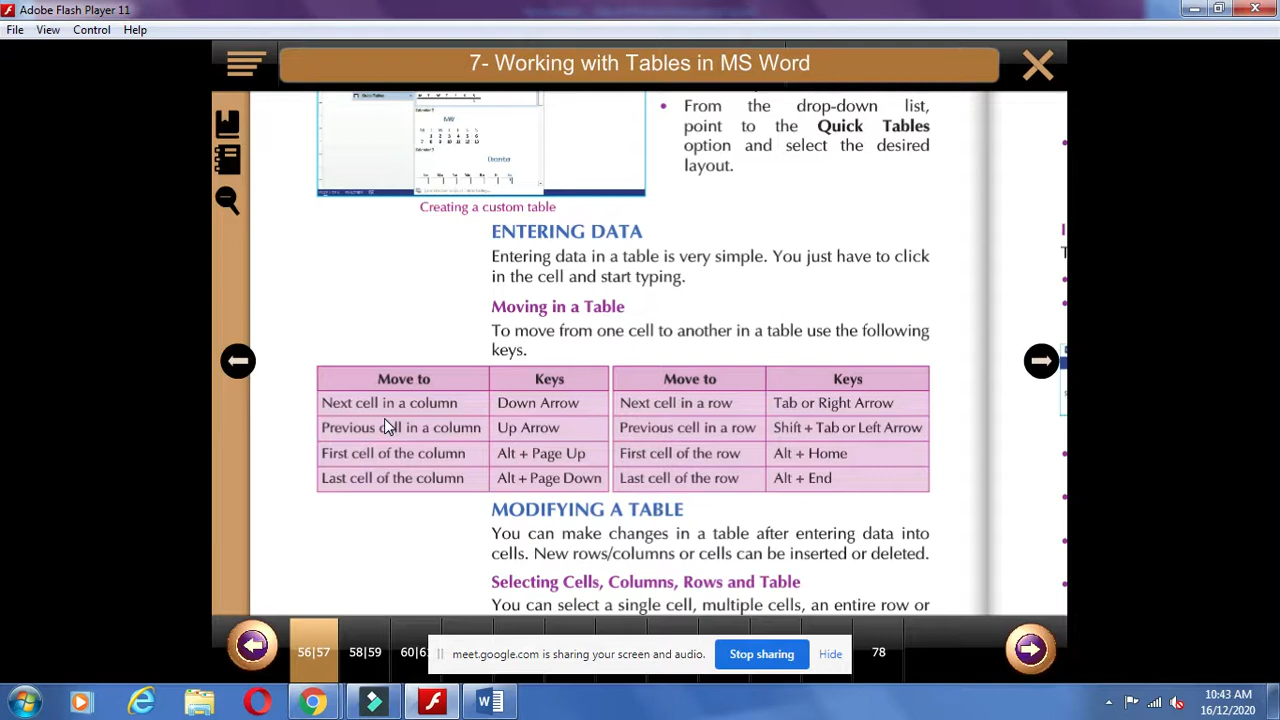 Adobe Flash Player 11
File View Control Help
7- Working with Tables in MS Word
• From the drop-down list,
point to the Quick Tables
option and select the desired
layout.
Creating a custom table
ENTERING DATA
Entering data in a table is very simple. You just have to click
in the cell and start typing.
Moving in a Table
To move from one cell to another in a table use the following
keys.
Move to Keys Move to Keys
Next cell in a column Down Arrow Next cell in a row Tab or Right Arrow
Previous cell in a column Up Arrow Previous cell in a row Shift + Tab or Left Arrow
First cell of the column Alt + Page Up First cell of the row Alt + Home
Last cell of the column Alt + Page Down Last cell of the row Alt + End
MODIFYING A TABLE
You can make changes in a table after entering data into
cells. New rows/columns or cells can be inserted or deleted.
Selecting Cells, Columns, Rows and Table
You can select a single cell, multiple cells, an entire row or
56|57 58|59 78
meet.google.com is sharing your screen and audio. Stop sharing Hide
10:43 AM
16/12/2020